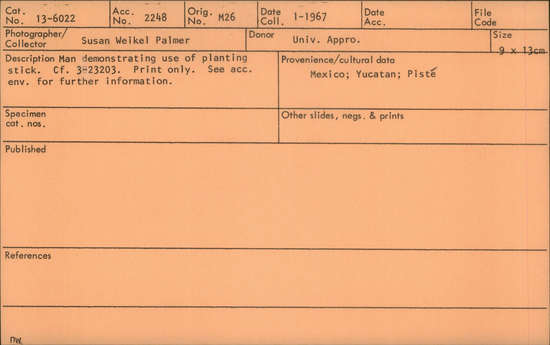 Cat. No. 13-6022 Acc. No. 2248 Orig. No. M26 Date Coll. 1-1967 Date Acc. File Code
Photographer/ Collector Susan Weikel Palmer Donor Univ. Appro. Size 9 x 13cm
Description Man demonstrating use of planting
stick. Cf. 3-23203. Print only. See acc.
env. for further information.
Provenience/cultural data
Mexico; Yucatan; Pisté
Specimen
cat. nos.
Other slides, negs. & prints
Published
References